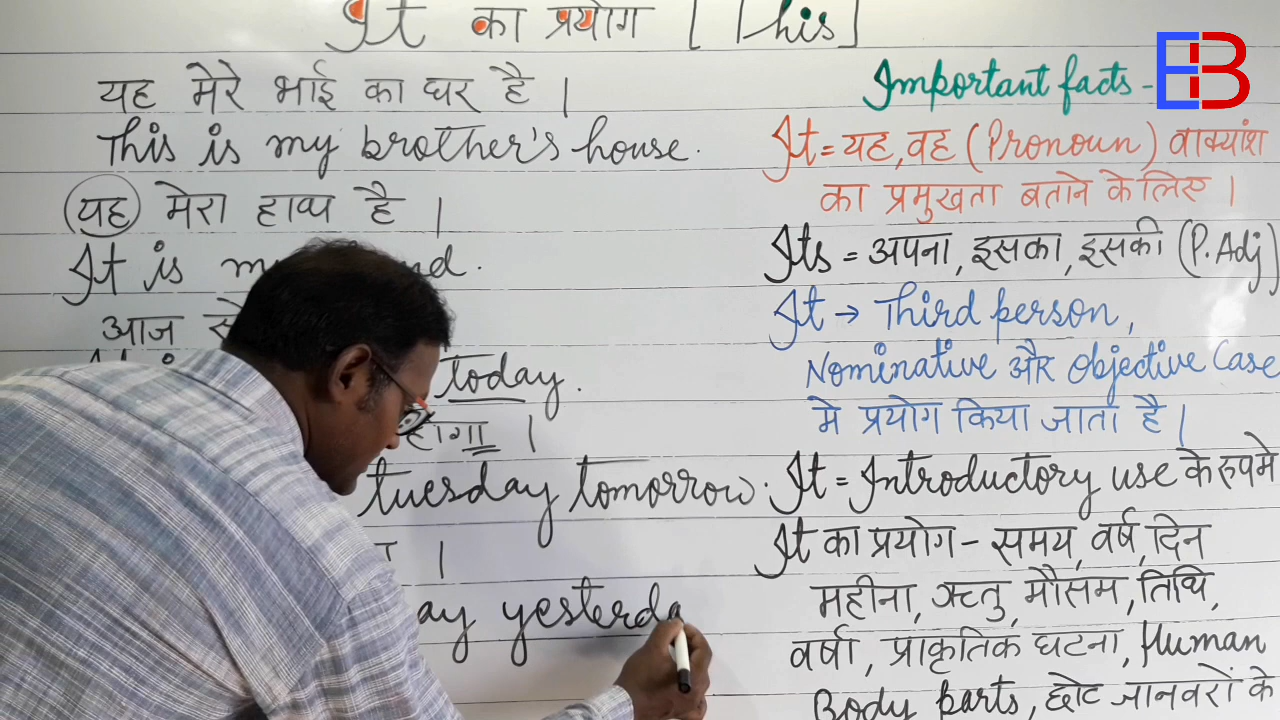 It का प्रयोग [This]
यह मेरे भाई का घर है ।
This is my brother's house.
यह मेरा हाथ है ।
It is
आज
today.
।
tuesday tomorrow.
।
yesterda
EB
Important facts -
It = यह, वह (Pronoun) वाक्यांश
का प्रमुखता बताने के लिए ।
Its = अपना, इसका, इसकी (P. Adj)
It → Third person,
Nominative और Objective Case
मे प्रयोग किया जाता है ।
It = Introductory use के रुप मे
It का प्रयोग - समय, वर्ष, दिन
महीना, ऋतु, मौसम, तिथि,
वर्षा, प्राकृतिक घटना, Human
Body parts, छोट जानवरों के